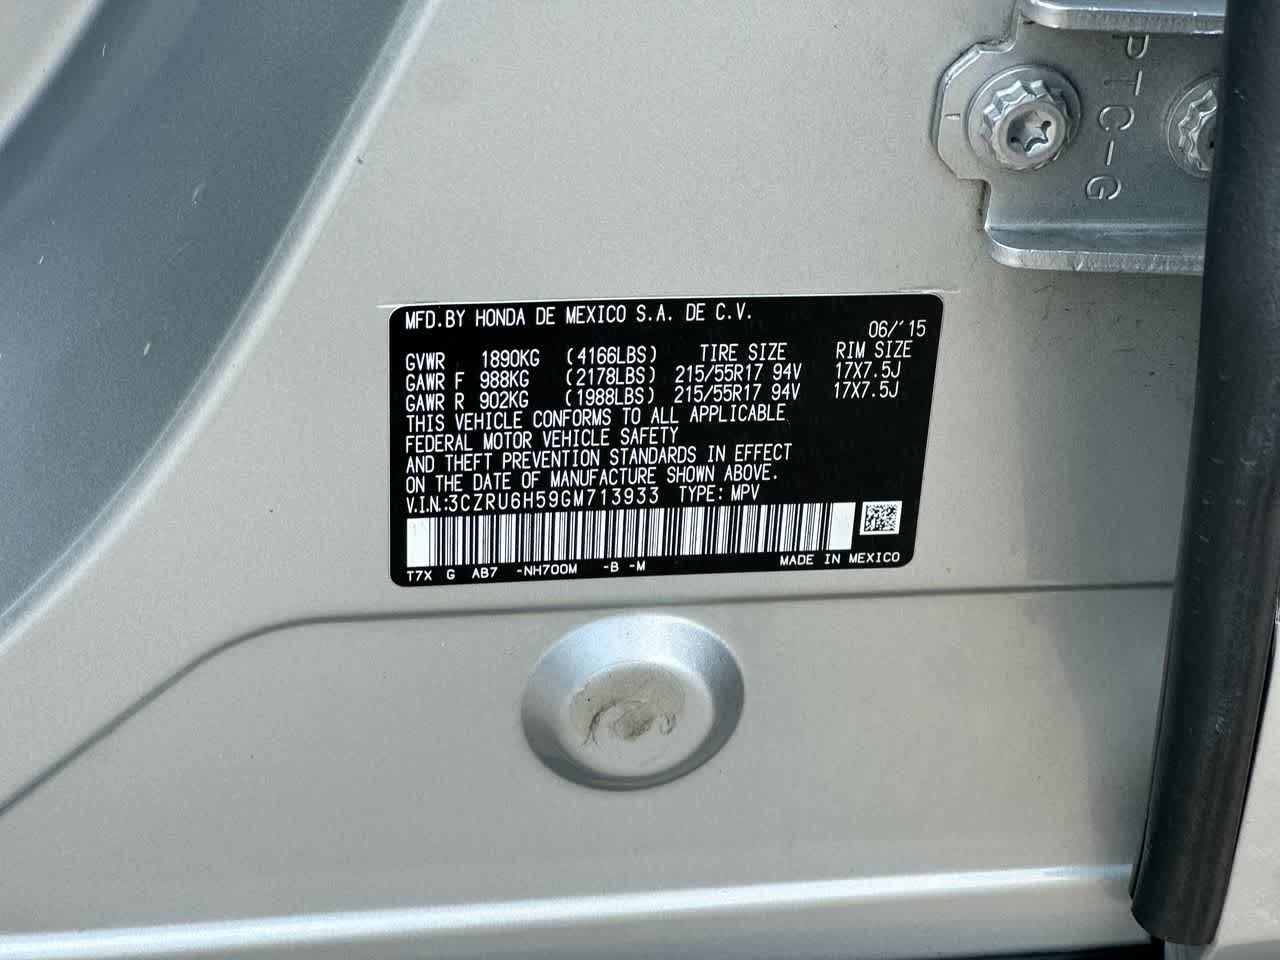 PTC-G
MFD.BY HONDA DE MEXICO S.A. DE C.V.
06/'15
GVWR 1890KG (4166LBS) TIRE SIZE RIM SIZE
GAWR F 988KG (2178LBS) 215/55R17 94V 17X7.5J
GAWR R 902KG (1988LBS) 215/55R17 94V 17X7.5J
THIS VEHICLE CONFORMS TO ALL APPLICABLE
FEDERAL MOTOR VEHICLE SAFETY
AND THEFT PREVENTION STANDARDS IN EFFECT
ON THE DATE OF MANUFACTURE SHOWN ABOVE.
V.I.N.:3CZRU6H59GM713933 TYPE: MPV
T7X G AB7 -NH700M -B -M MADE IN MEXICO